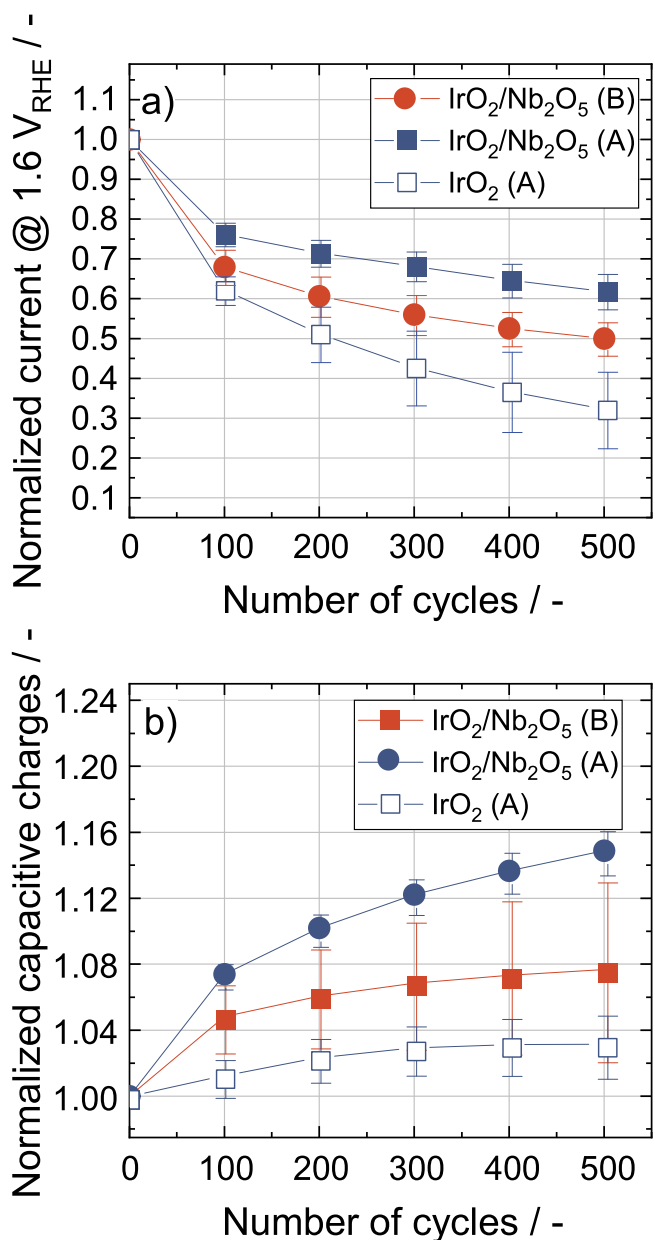 Normalized current @ 1.6 V_RHE / -
a)
IrO₂/Nb₂O₅ (B)
IrO₂/Nb₂O₅ (A)
IrO₂ (A)
1.1
1.0
0.9
0.8
0.7
0.6
0.5
0.4
0.3
0.2
0.1
0 100 200 300 400 500
Number of cycles / -
Normalized capacitive charges / -
b)
IrO₂/Nb₂O₅ (B)
IrO₂/Nb₂O₅ (A)
IrO₂ (A)
1.24
1.20
1.16
1.12
1.08
1.04
1.00
0 100 200 300 400 500
Number of cycles / -